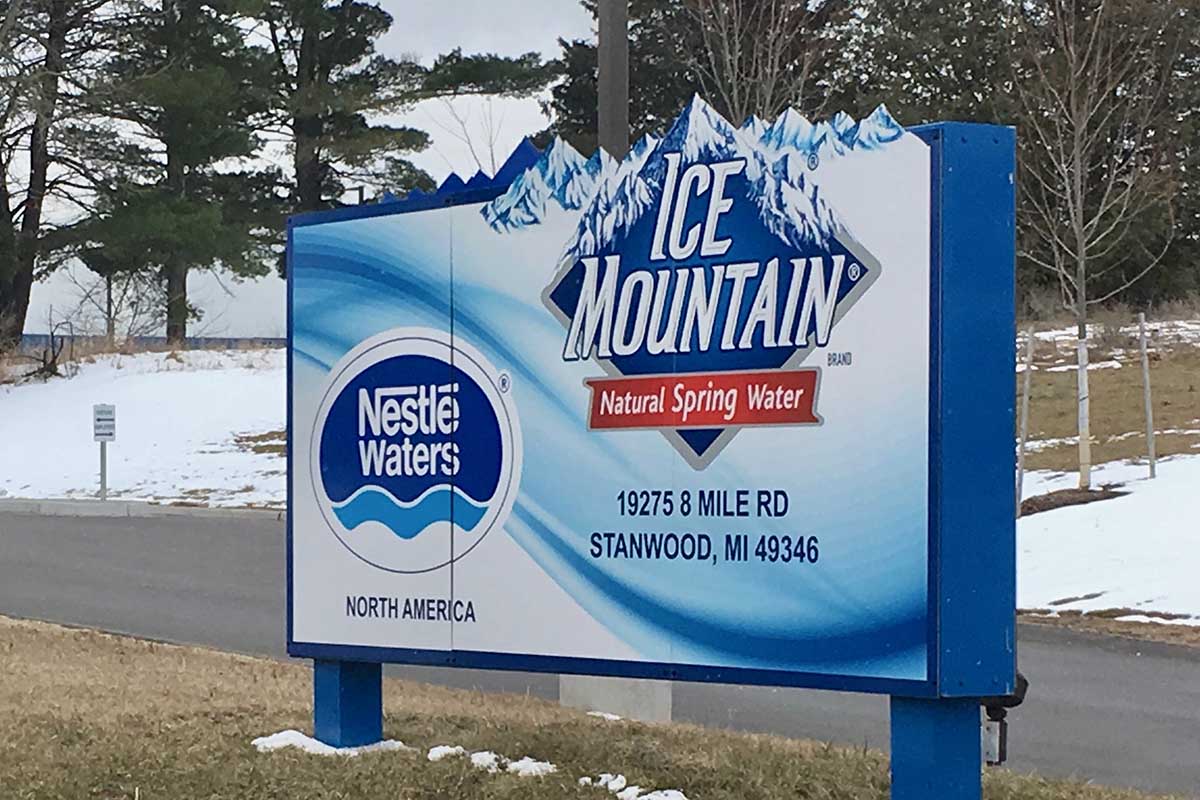 ICE
®
MOUNTAIN®
BRAND
Natural Spring Water
Nestlé
Waters
®
NORTH AMERICA
19275 8 MILE RD
STANWOOD, MI 49346